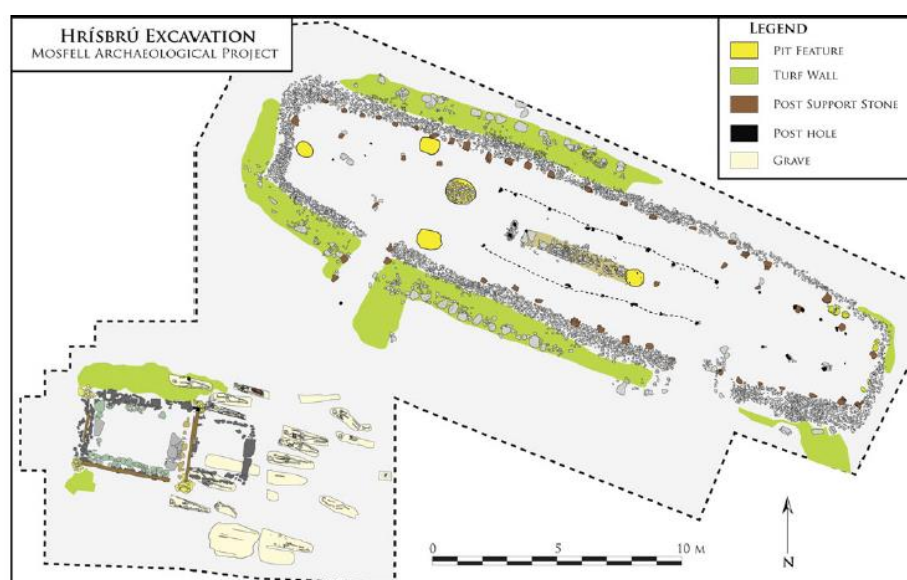 HRÍSBRÚ EXCAVATION
MOSFELL ARCHAEOLOGICAL PROJECT
LEGEND
PIT FEATURE
TURF WALL
POST SUPPORT STONE
POST HOLE
GRAVE
0 5 10 M
N